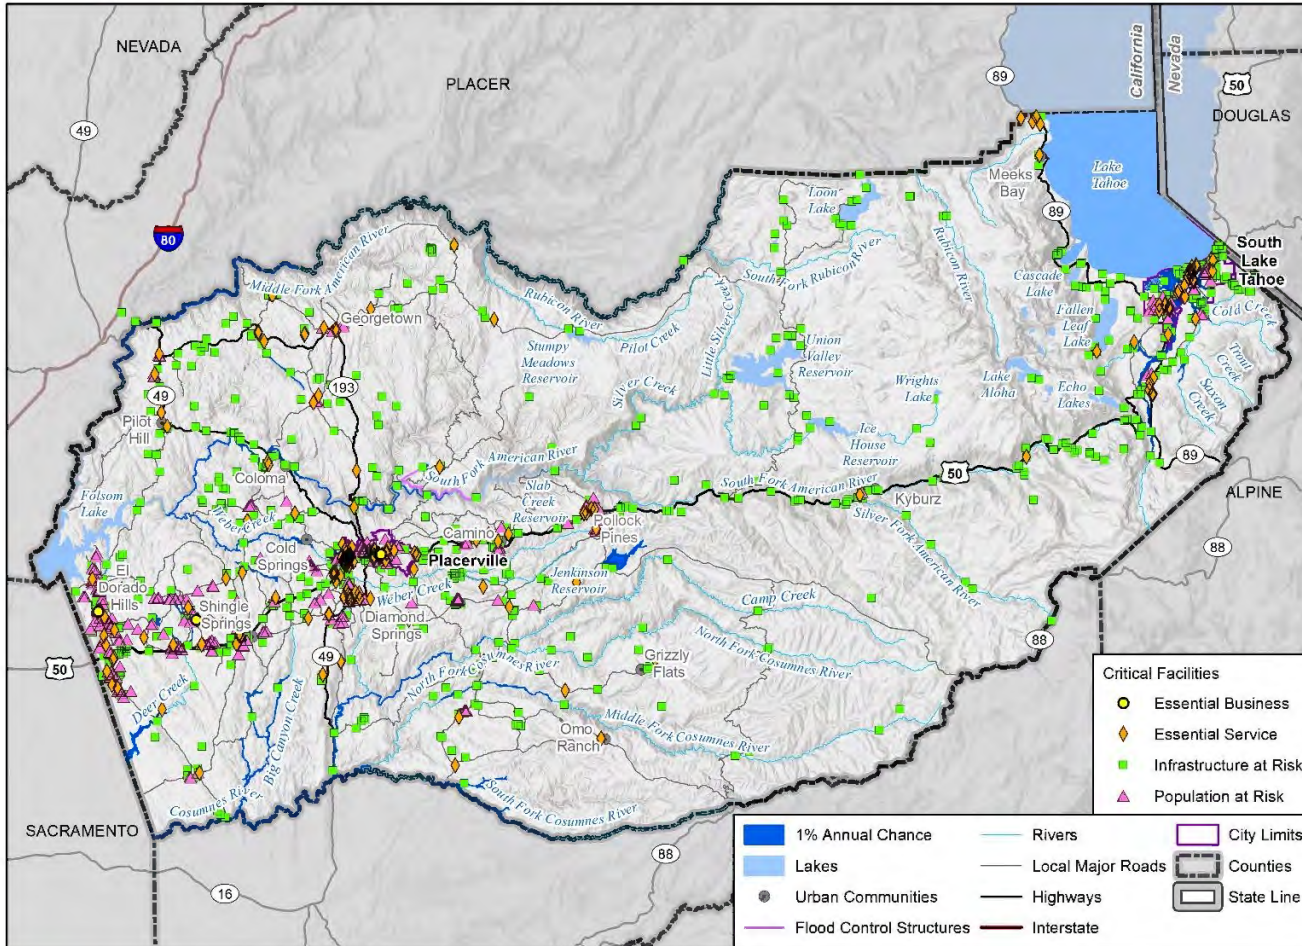 NEVADA
PLACER
89
California
Nevada
50
DOUGLAS
49
80
Meeks
Bay
Lake
Tahoe
89
Loon
Lake
South
Lake
Tahoe
Middle Fork American River
Rubicon River
South Fork Rubicon River
Rubicon River
Cascade
Lake
Fallen
Leaf
Lake
Cold Creek
Georgetown
Pilot Creek
Little Silver Creek
Stumpy
Meadows
Reservoir
Union
Valley
Reservoir
Trout
Creek
Saxon
Creek
193
49
Silver Creek
Wrights
Lake
Lake
Aloha
Echo
Lakes
Pilot
Hill
Ice
House
Reservoir
89
Coloma
South Fork American River
50
South Fork American River
Kyburz
ALPINE
Folsom
Lake
Weber Creek
Slab
Creek
Reservoir
Silver Fork American River
88
Camino
Pollock
Pines
Cold
Springs
Placerville
El
Dorado
Hills
Jenkinson
Reservoir
Shingle
Springs
Weber Creek
Diamond
Springs
Camp Creek
88
50
49
North Fork Cosumnes River
Grizzly
Flats
North Fork Cosumnes River
Deer Creek
Big Canyon Creek
Omo
Ranch
Middle Fork Cosumnes River
Cosumnes River
South Fork Cosumnes River
SACRAMENTO
88
16
Critical Facilities
Essential Business
Essential Service
Infrastructure at Risk
Population at Risk
1% Annual Chance
Rivers
City Limits
Lakes
Local Major Roads
Counties
Urban Communities
Highways
State Line
Flood Control Structures
Interstate